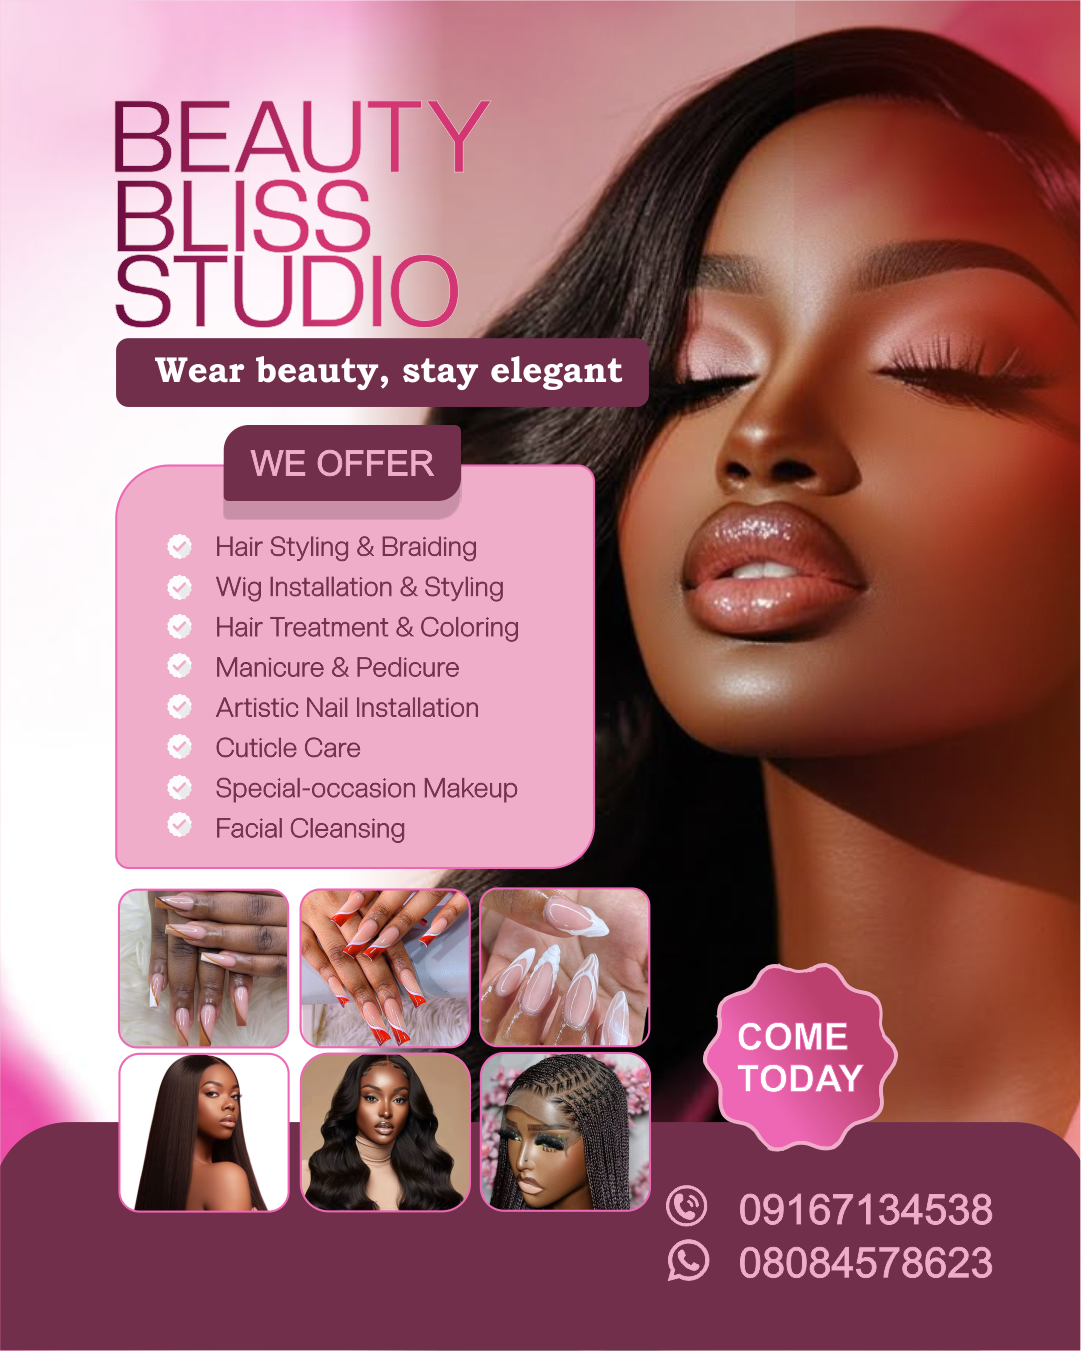 BEAUTY
BLISS
STUDIO
Wear beauty, stay elegant
WE OFFER
Hair Styling & Braiding
Wig Installation & Styling
Hair Treatment & Coloring
Manicure & Pedicure
Artistic Nail Installation
Cuticle Care
Special-occasion Makeup
Facial Cleansing
COME
TODAY
09167134538
08084578623